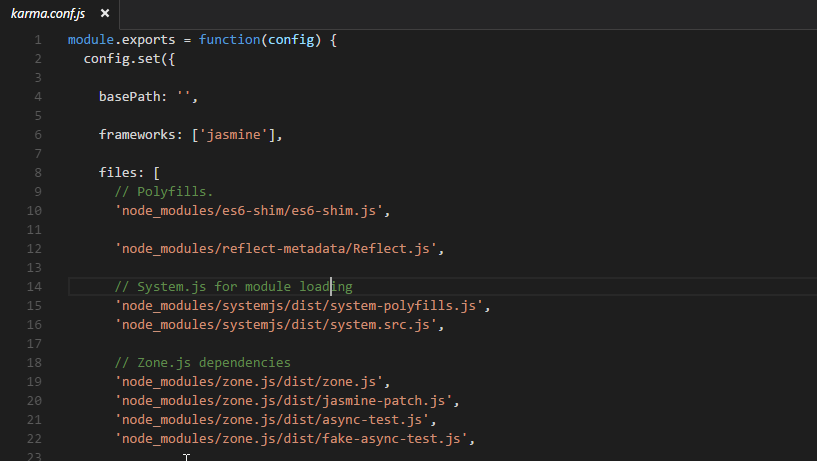 karma.conf.js ×
1 module.exports = function(config) {
2 config.set({
3
4 basePath: '',
5
6 frameworks: ['jasmine'],
7
8 files: [
9 // Polyfills.
10 'node_modules/es6-shim/es6-shim.js',
11
12 'node_modules/reflect-metadata/Reflect.js',
13
14 // System.js for module loading
15 'node_modules/systemjs/dist/system-polyfills.js',
16 'node_modules/systemjs/dist/system.src.js',
17
18 // Zone.js dependencies
19 'node_modules/zone.js/dist/zone.js',
20 'node_modules/zone.js/dist/jasmine-patch.js',
21 'node_modules/zone.js/dist/async-test.js',
22 'node_modules/zone.js/dist/fake-async-test.js',
23